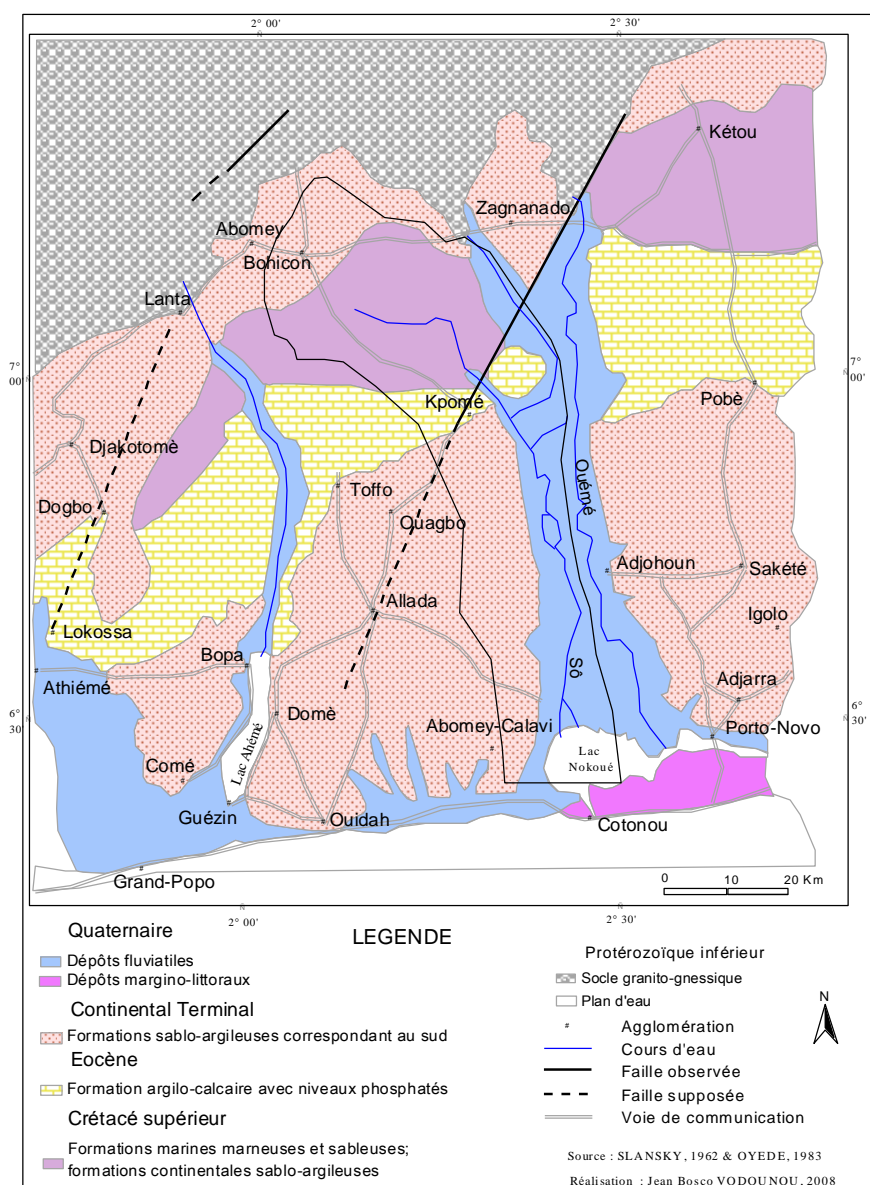 2° 00'
2° 30'
Kétou
Zagnanado
Abomey
Bohicon
Lanta
7°
00'
7°
00'
Pobè
Kpomé
Djakotomè
Toffo
Dogbo
Ouagbo
Ouémé
Adjohoun
Sakété
Allada
Igolo
Lokossa
Bopa
Sô
Athiémé
Adjarra
6°
30'
6°
30'
Domè
Abomey-Calavi
Porto-Novo
Lac Ahémé
Lac
Nokoué
Comé
Guézin
Ouidah
Cotonou
Grand-Popo
0 10 20 Km
2° 00'
2° 30'
LEGENDE
Quaternaire
Dépôts fluviatiles
Dépôts margino-littoraux
Continental Terminal
Formations sablo-argileuses correspondant au sud
Eocène
Formation argilo-calcaire avec niveaux phosphatés
Crétacé supérieur
Formations marines marneuses et sableuses;
formations continentales sablo-argileuses
Protérozoïque inférieur
Socle granito-gnessique
Plan d'eau
Agglomération
Cours d'eau
Faille observée
Faille supposée
Voie de communication
N
Source : SLANSKY, 1962 & OYEDE, 1983
Réalisation : Jean Bosco VODOUNOU, 2008